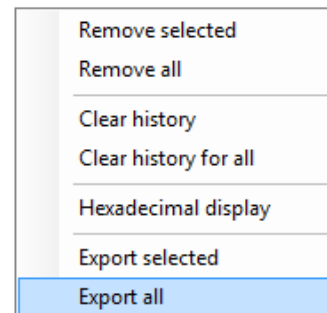 Remove selected
Remove all
Clear history
Clear history for all
Hexadecimal display
Export selected
Export all